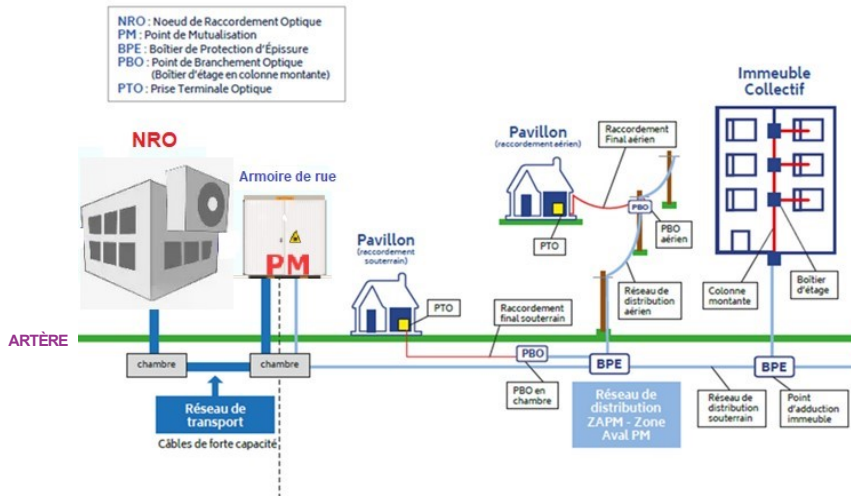 NRO : Noeud de Raccordement Optique
PM : Point de Mutualisation
BPE : Boîtier de Protection d'Épissure
PBO : Point de Branchement Optique
(Boîtier d'étage en colonne montante)
PTO : Prise Terminale Optique
Immeuble
Collectif
NRO
Armoire de rue
PM
Pavillon
(raccordement aérien)
Raccordement
Final aérien
PBO
PTO
PBO
aérien
Pavillon
(raccordement
souterrain)
PTO
Réseau de
distribution
aérien
Colonne
montante
Boîtier
d'étage
Raccordement
final souterrain
ARTÈRE
chambre
chambre
PBO
BPE
BPE
PBO en
chambre
Réseau de
transport
Câbles de forte capacité
Réseau de
distribution
ZAPM - Zone
Aval PM
Réseau de
distribution
souterrain
Point
d'adduction
immeuble